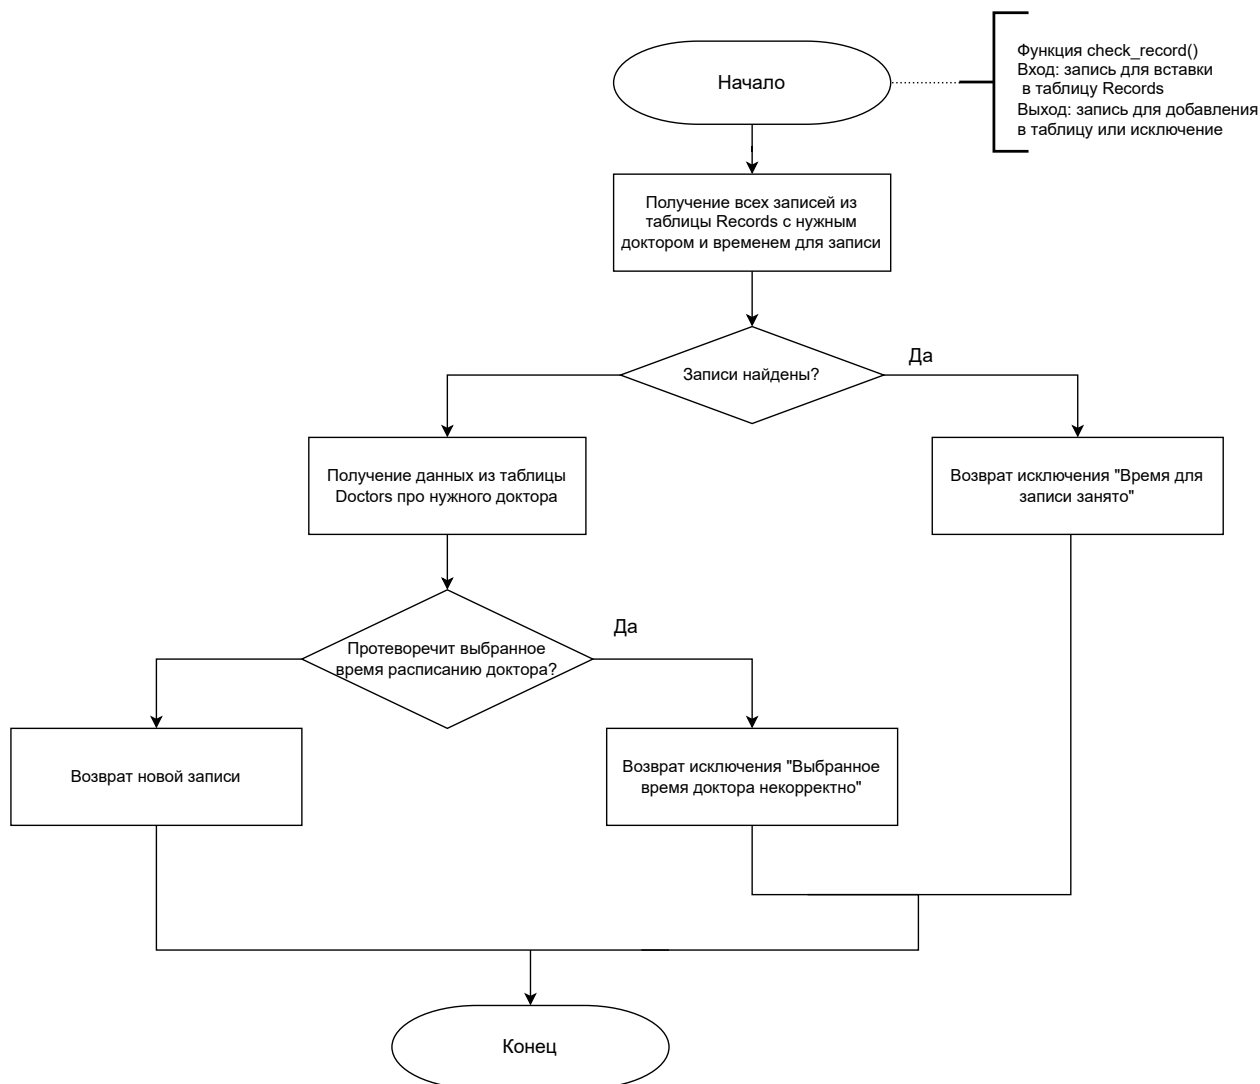 Начало
Функция check_record()
Вход: запись для вставки
в таблицу Records
Выход: запись для добавления
в таблицу или исключение
Получение всех записей из
таблицы Records с нужным
доктором и временем для записи
Записи найдены?
Да
Получение данных из таблицы
Doctors про нужного доктора
Возврат исключения "Время для
записи занято"
Протеворечит выбранное
время расписанию доктора?
Да
Возврат новой записи
Возврат исключения "Выбранное
время доктора некорректно"
Конец